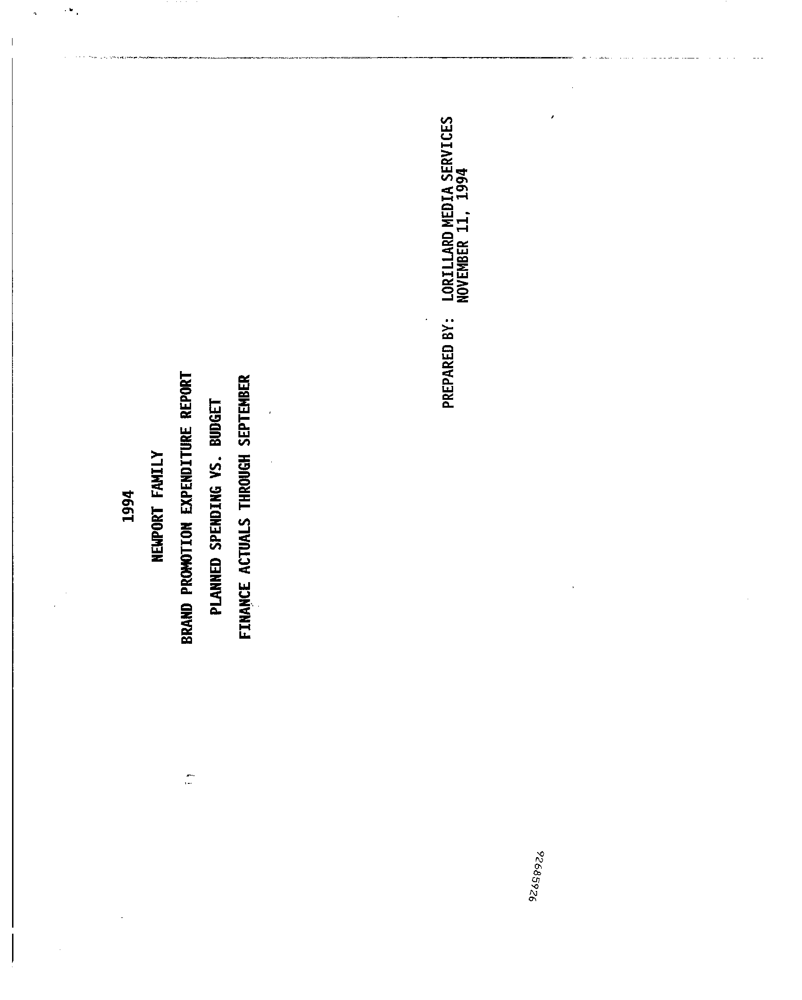 1994
NEWPORT FAMILY
BRAND PROMOTION EXPENDITURE REPORT
PLANNED SPENDING VS. BUDGET
FINANCE ACTUALS THROUGH SEPTEMBER
PREPARED BY: LORILLARD MEDIA SERVICES
NOVEMBER 11, 1994
92685926